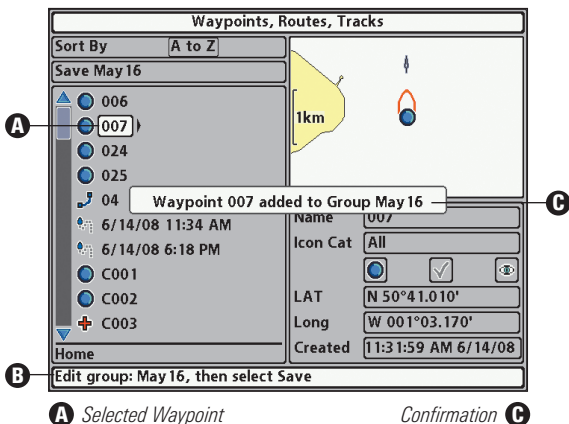 Waypoints, Routes, Tracks
Sort By A to Z
Save May 16
006
007
024
025
04
6/14/08 11:34 AM
6/14/08 6:18 PM
C001
C002
C003
Home
1km
Waypoint 007 added to Group May 16
Name 007
Icon Cat All
LAT N 50°41.010'
Long W 001°03.170'
Created 11:31:59 AM 6/14/08
Edit group: May 16, then select Save
A
B
C
A Selected Waypoint
Confirmation C